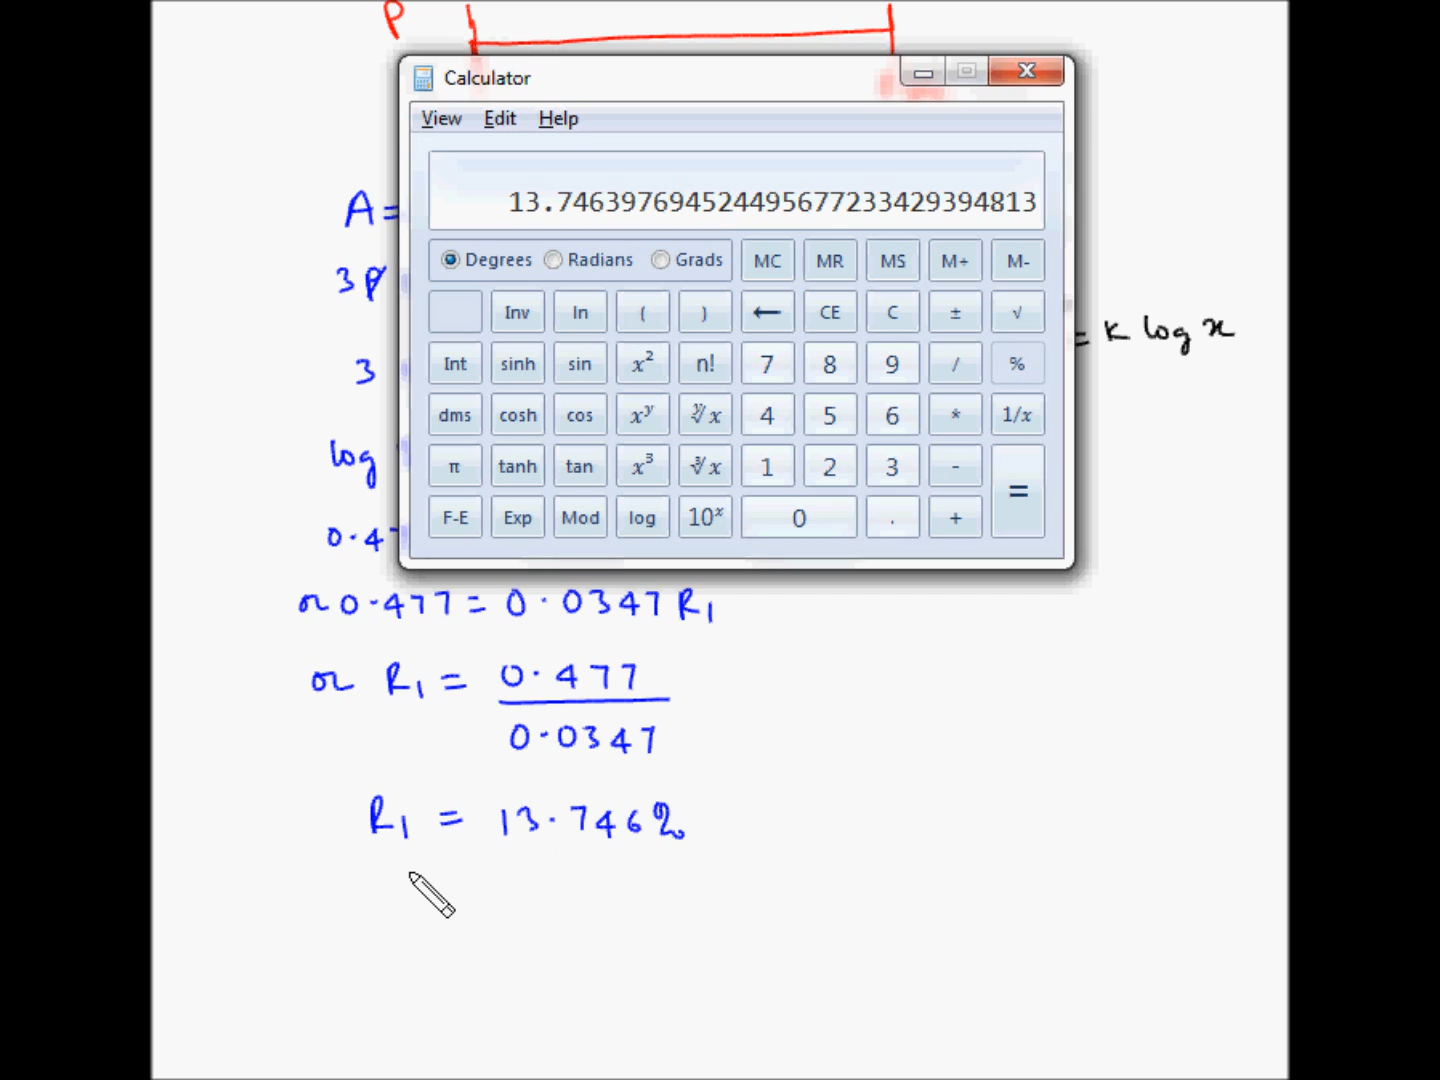 P
Calculator
View Edit Help
13.746397694524495677233429394813
A=
Degrees Radians Grads MC MR MS M+ M-
3P
Inv ln ( ) ← CE C ± √
= K log x
Int sinh sin x² n! 7 8 9 / %
3
dms cosh cos xʸ ʸ√x 4 5 6 * 1/x
log
π tanh tan x³ ³√x 1 2 3 - =
F-E Exp Mod log 10ˣ 0 . +
0.47
or 0.477 = 0.0347 R₁
or R₁ = 0.477
0.0347
R₁ = 13.746%